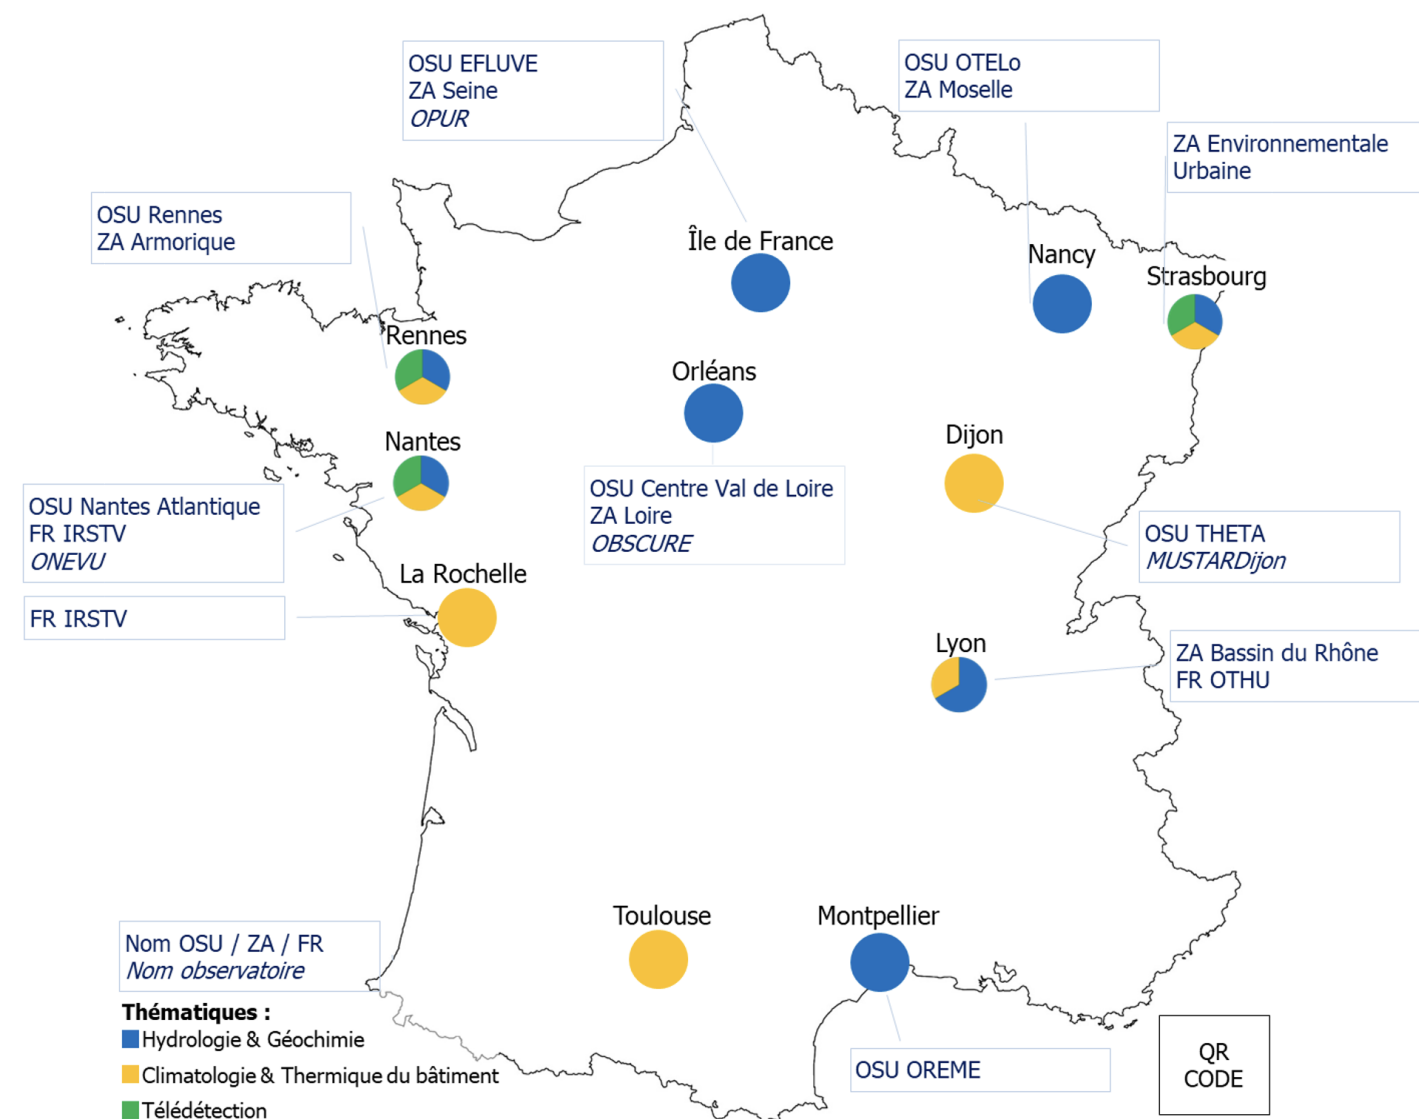 OSU EFLUVE
ZA Seine
OPUR
OSU OTELo
ZA Moselle
ZA Environnementale
Urbaine
OSU Rennes
ZA Armorique
Île de France
Nancy
Strasbourg
Rennes
Orléans
Nantes
Dijon
OSU Centre Val de Loire
ZA Loire
OBSCURE
OSU Nantes Atlantique
FR IRSTV
ONEVU
OSU THETA
MUSTARDijon
La Rochelle
FR IRSTV
Lyon
ZA Bassin du Rhône
FR OTHU
Toulouse
Montpellier
Nom OSU / ZA / FR
Nom observatoire
Thématiques :
Hydrologie & Géochimie
Climatologie & Thermique du bâtiment
Télédétection
OSU OREME
QR
CODE